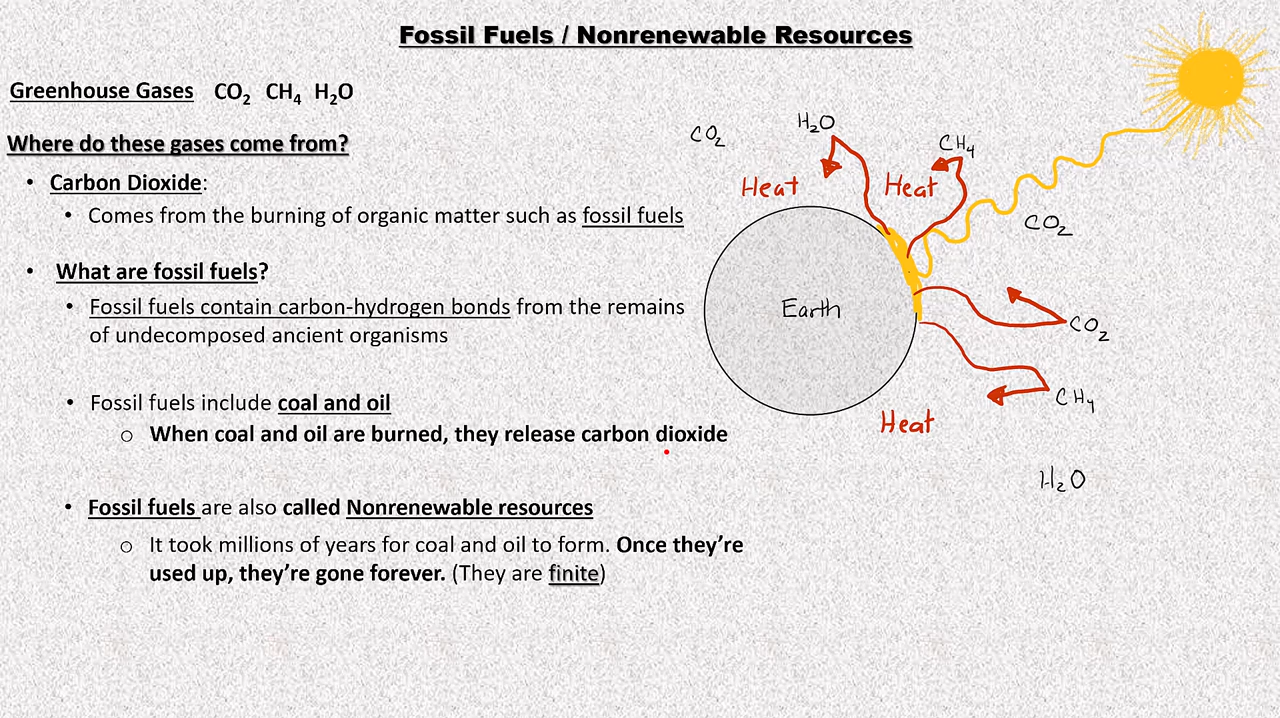 Fossil Fuels / Nonrenewable Resources
Greenhouse Gases CO₂ CH₄ H₂O
Where do these gases come from?
• Carbon Dioxide:
• Comes from the burning of organic matter such as fossil fuels
• What are fossil fuels?
• Fossil fuels contain carbon-hydrogen bonds from the remains
of undecomposed ancient organisms
• Fossil fuels include coal and oil
o When coal and oil are burned, they release carbon dioxide
• Fossil fuels are also called Nonrenewable resources
o It took millions of years for coal and oil to form. Once they’re
used up, they’re gone forever. (They are finite)
CO₂
H₂O
CH₄
Heat
Heat
CO₂
Earth
CO₂
CH₄
Heat
H₂O